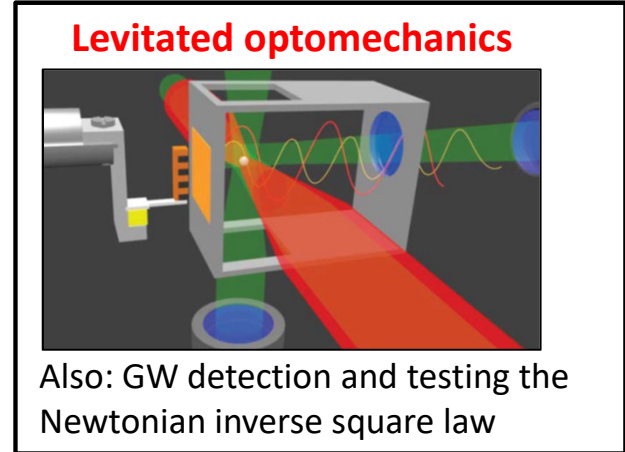 Levitated optomechanics
Also: GW detection and testing the
Newtonian inverse square law